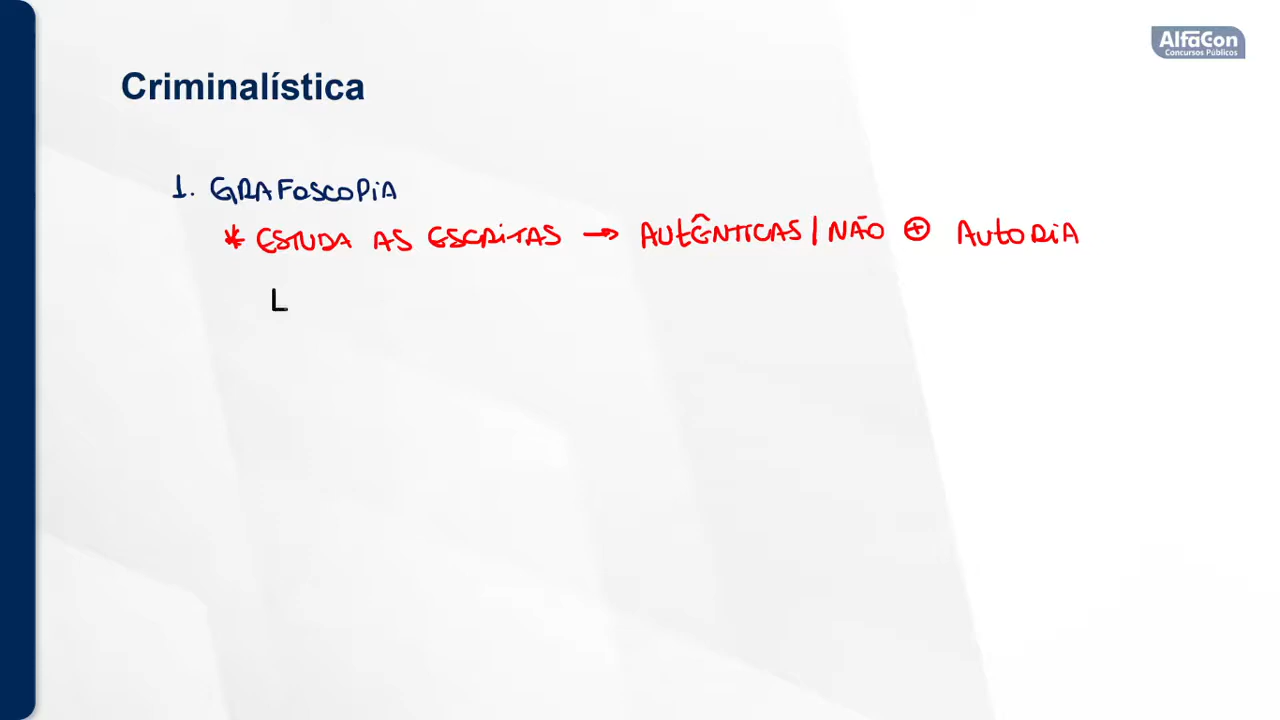 AlfaCon
Concursos Públicos
Criminalística
1. GRAFOSCOPIA
* ESTUDA AS ESCRITAS → AUTÊNTICAS / NÃO ⊕ AUTORIA
L